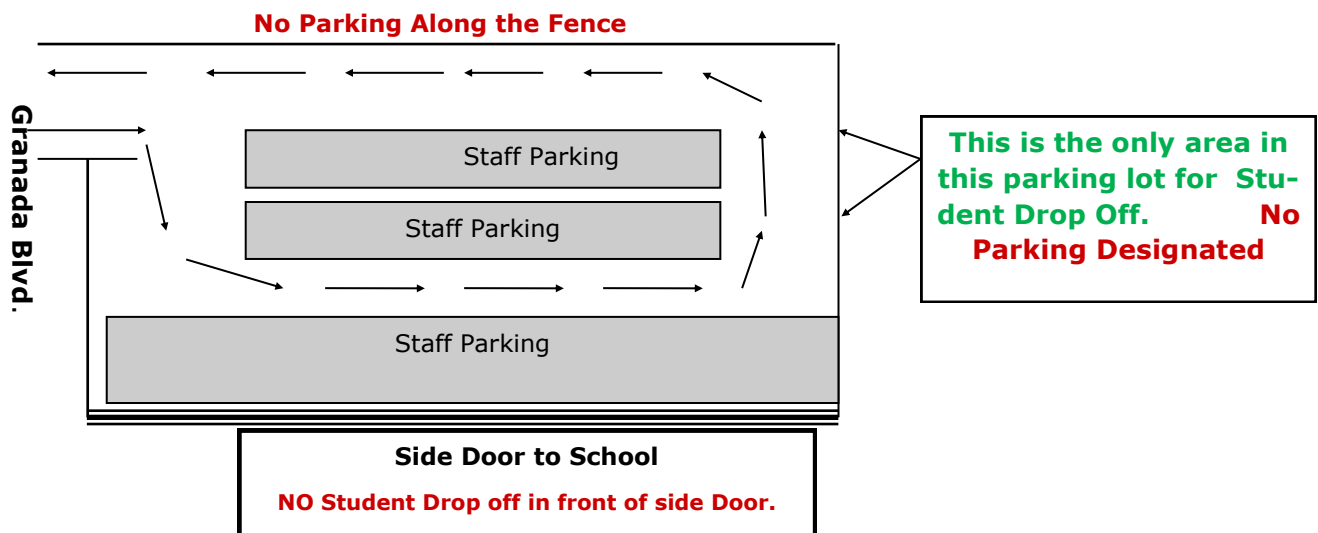 No Parking Along the Fence
Granada Blvd.
Staff Parking
Staff Parking
Staff Parking
This is the only area in
this parking lot for Stu-
dent Drop Off. No
Parking Designated
Side Door to School
NO Student Drop off in front of side Door.